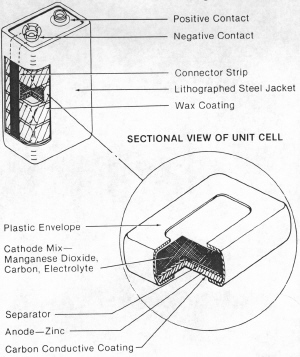 Positive Contact
Negative Contact
Connector Strip
Lithographed Steel Jacket
Wax Coating
SECTIONAL VIEW OF UNIT CELL
Plastic Envelope
Cathode Mix—
Manganese Dioxide,
Carbon, Electrolyte
Separator
Anode—Zinc
Carbon Conductive Coating